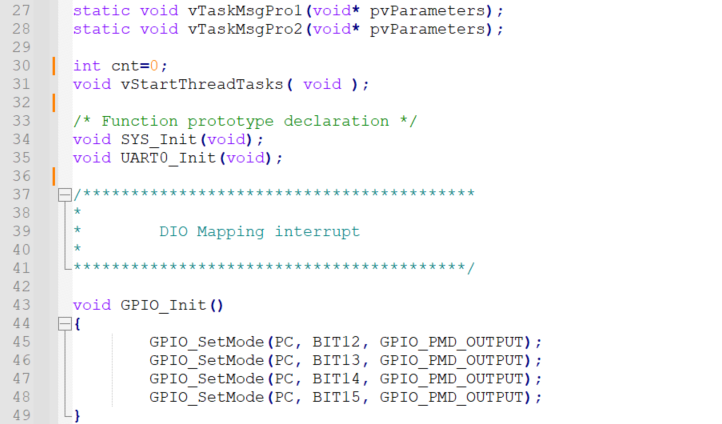 27 static void vTaskMsgPro1(void* pvParameters);
28 static void vTaskMsgPro2(void* pvParameters);
29
30 int cnt=0;
31 void vStartThreadTasks( void );
32
33 /* Function prototype declaration */
34 void SYS_Init(void);
35 void UART0_Init(void);
36
37 /*****************************************
38 *
39 *        DIO Mapping interrupt
40 *
41 *****************************************/
42
43 void GPIO_Init()
44 {
45         GPIO_SetMode(PC, BIT12, GPIO_PMD_OUTPUT);
46         GPIO_SetMode(PC, BIT13, GPIO_PMD_OUTPUT);
47         GPIO_SetMode(PC, BIT14, GPIO_PMD_OUTPUT);
48         GPIO_SetMode(PC, BIT15, GPIO_PMD_OUTPUT);
49 }